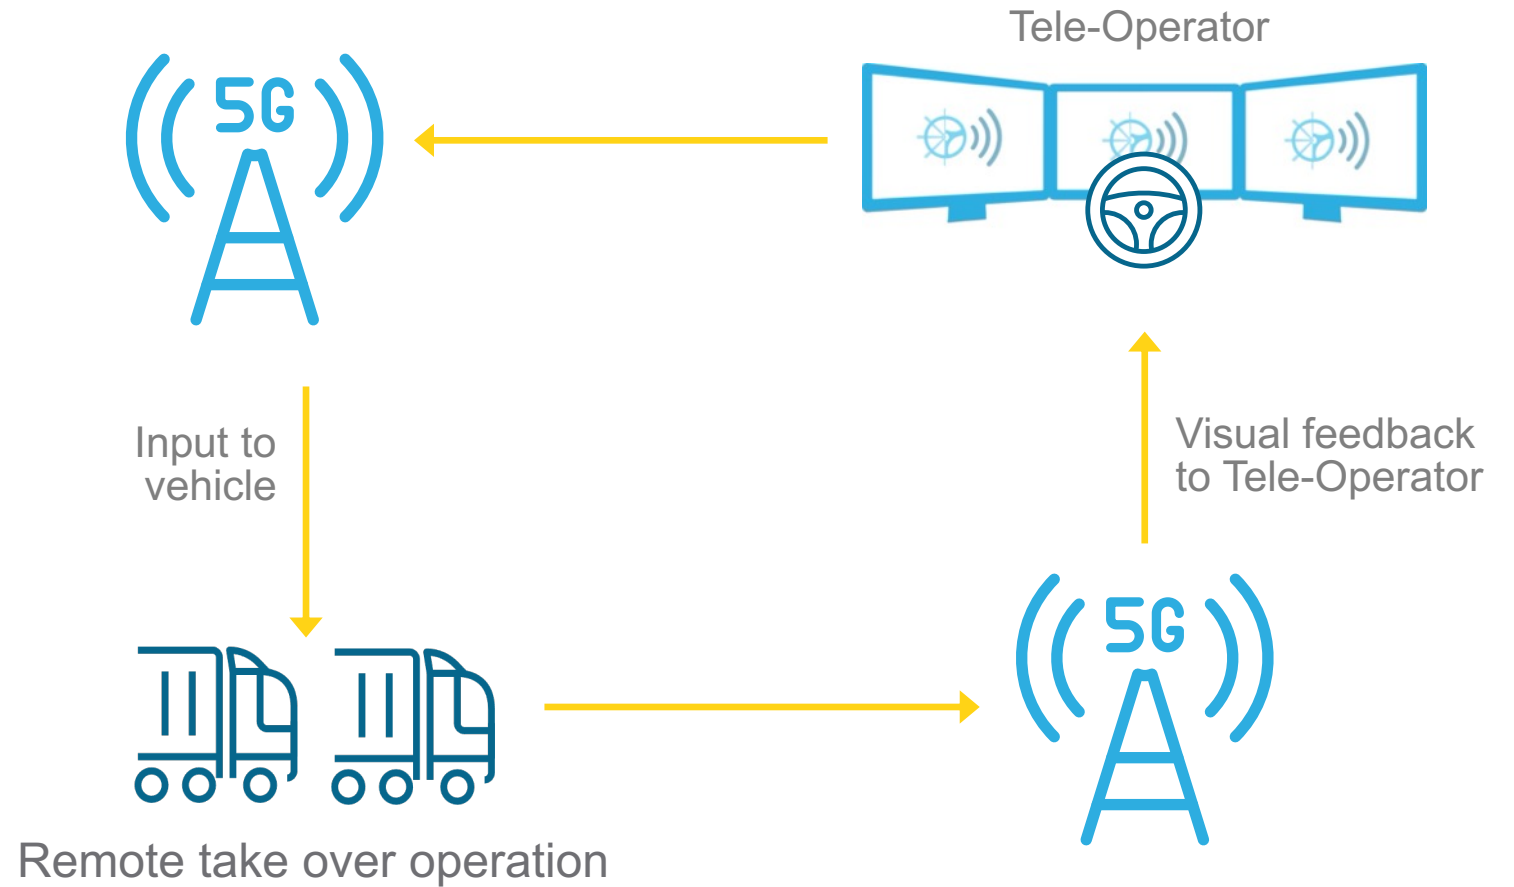 Tele-Operator
5G
Input to
vehicle
Visual feedback
to Tele-Operator
5G
Remote take over operation